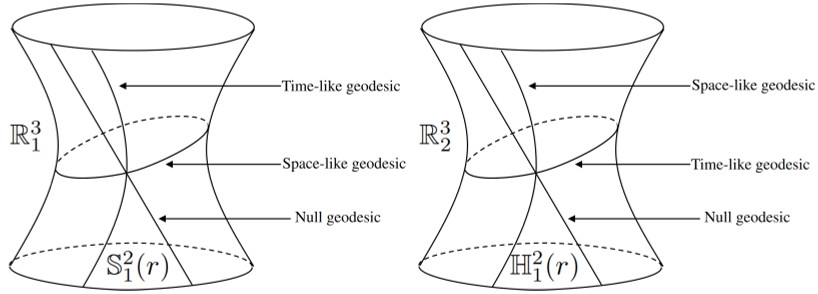 Time-like geodesic
Space-like geodesic
Null geodesic
ℝ³₁
𝕊²₁(r)
Space-like geodesic
Time-like geodesic
Null geodesic
ℝ³₂
ℍ²₁(r)